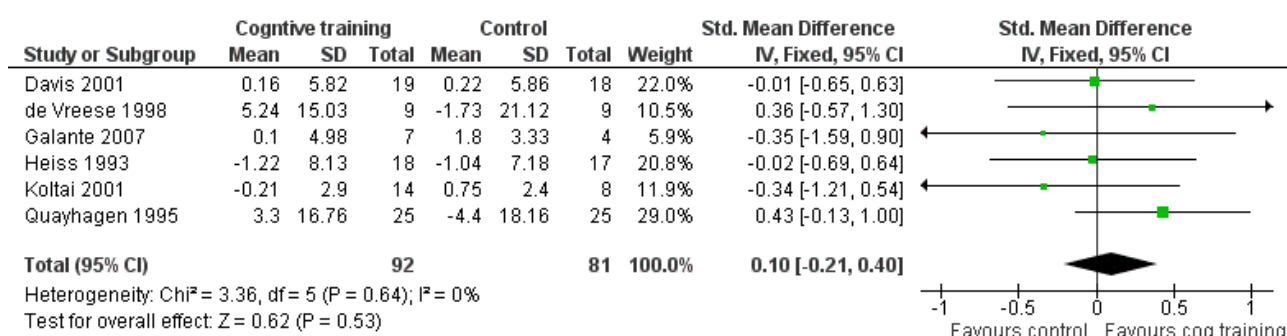 Cogntive training Control Std. Mean Difference Std. Mean Difference
Study or Subgroup Mean SD Total Mean SD Total Weight IV, Fixed, 95% CI IV, Fixed, 95% CI
Davis 2001 0.16 5.82 19 0.22 5.86 18 22.0% -0.01 [-0.65, 0.63]
de Vreese 1998 5.24 15.03 9 -1.73 21.12 9 10.5% 0.36 [-0.57, 1.30]
Galante 2007 0.1 4.98 7 1.8 3.33 4 5.9% -0.35 [-1.59, 0.90]
Heiss 1993 -1.22 8.13 18 -1.04 7.18 17 20.8% -0.02 [-0.69, 0.64]
Koltai 2001 -0.21 2.9 14 0.75 2.4 8 11.9% -0.34 [-1.21, 0.54]
Quayhagen 1995 3.3 16.76 25 -4.4 18.16 25 29.0% 0.43 [-0.13, 1.00]
Total (95% CI) 92 81 100.0% 0.10 [-0.21, 0.40]
Heterogeneity: Chi² = 3.36, df = 5 (P = 0.64); I² = 0%
Test for overall effect: Z = 0.62 (P = 0.53)
-1 -0.5 0 0.5 1
Favours control Favours cog training